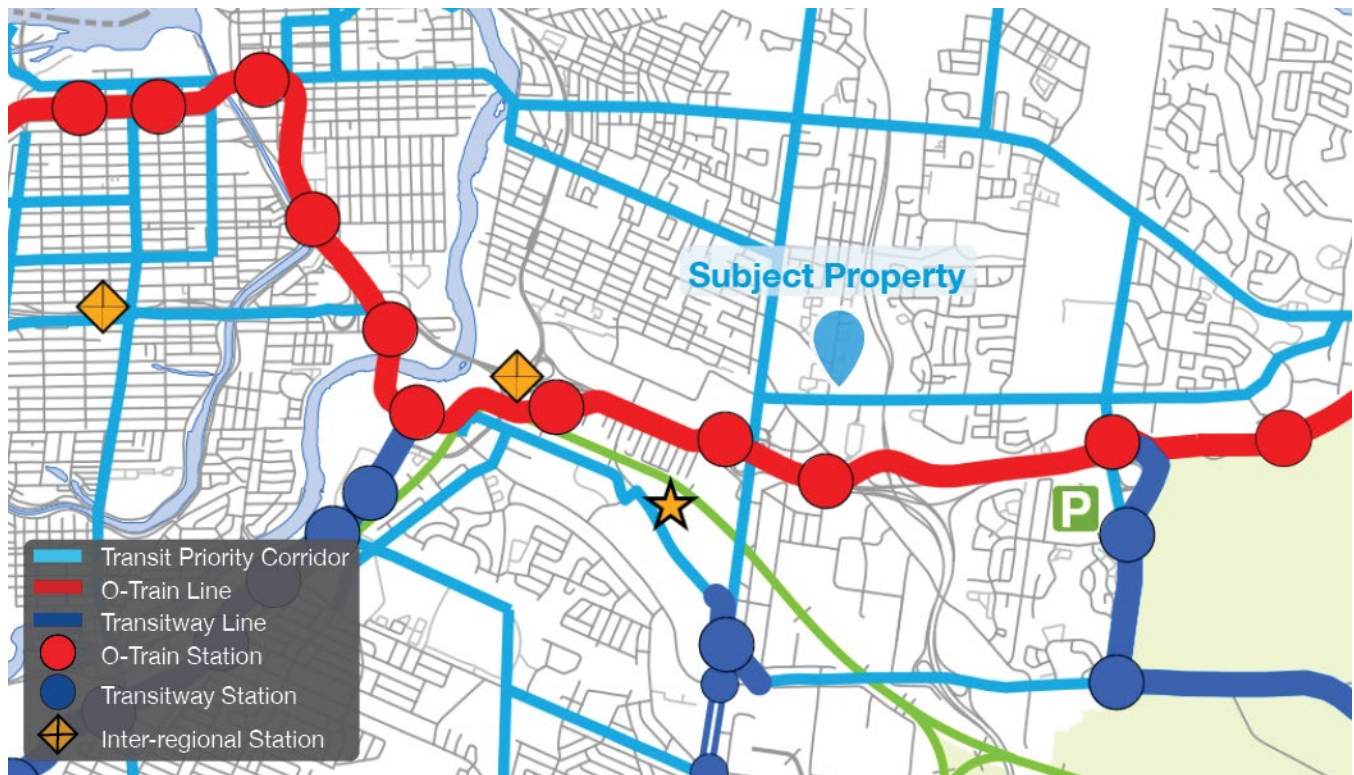 Subject Property
P
Transit Priority Corridor
O-Train Line
Transitway Line
O-Train Station
Transitway Station
Inter-regional Station